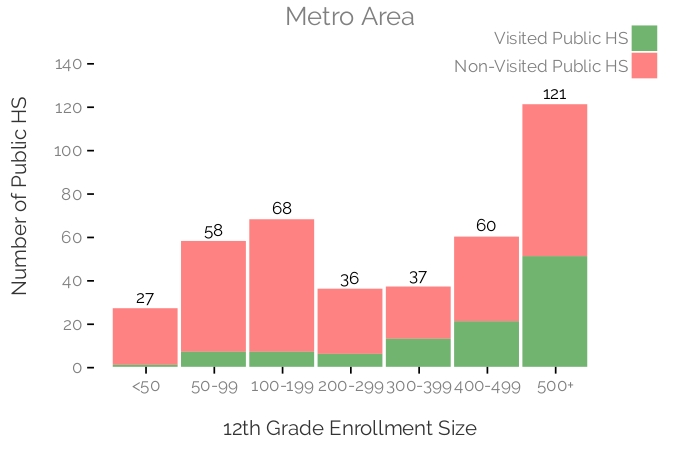 Metro Area
Visited Public HS
Non-Visited Public HS
Number of Public HS
140
120
100
80
60
40
20
0
27
58
68
36
37
60
121
<50 50-99 100-199 200-299 300-399 400-499 500+
12th Grade Enrollment Size